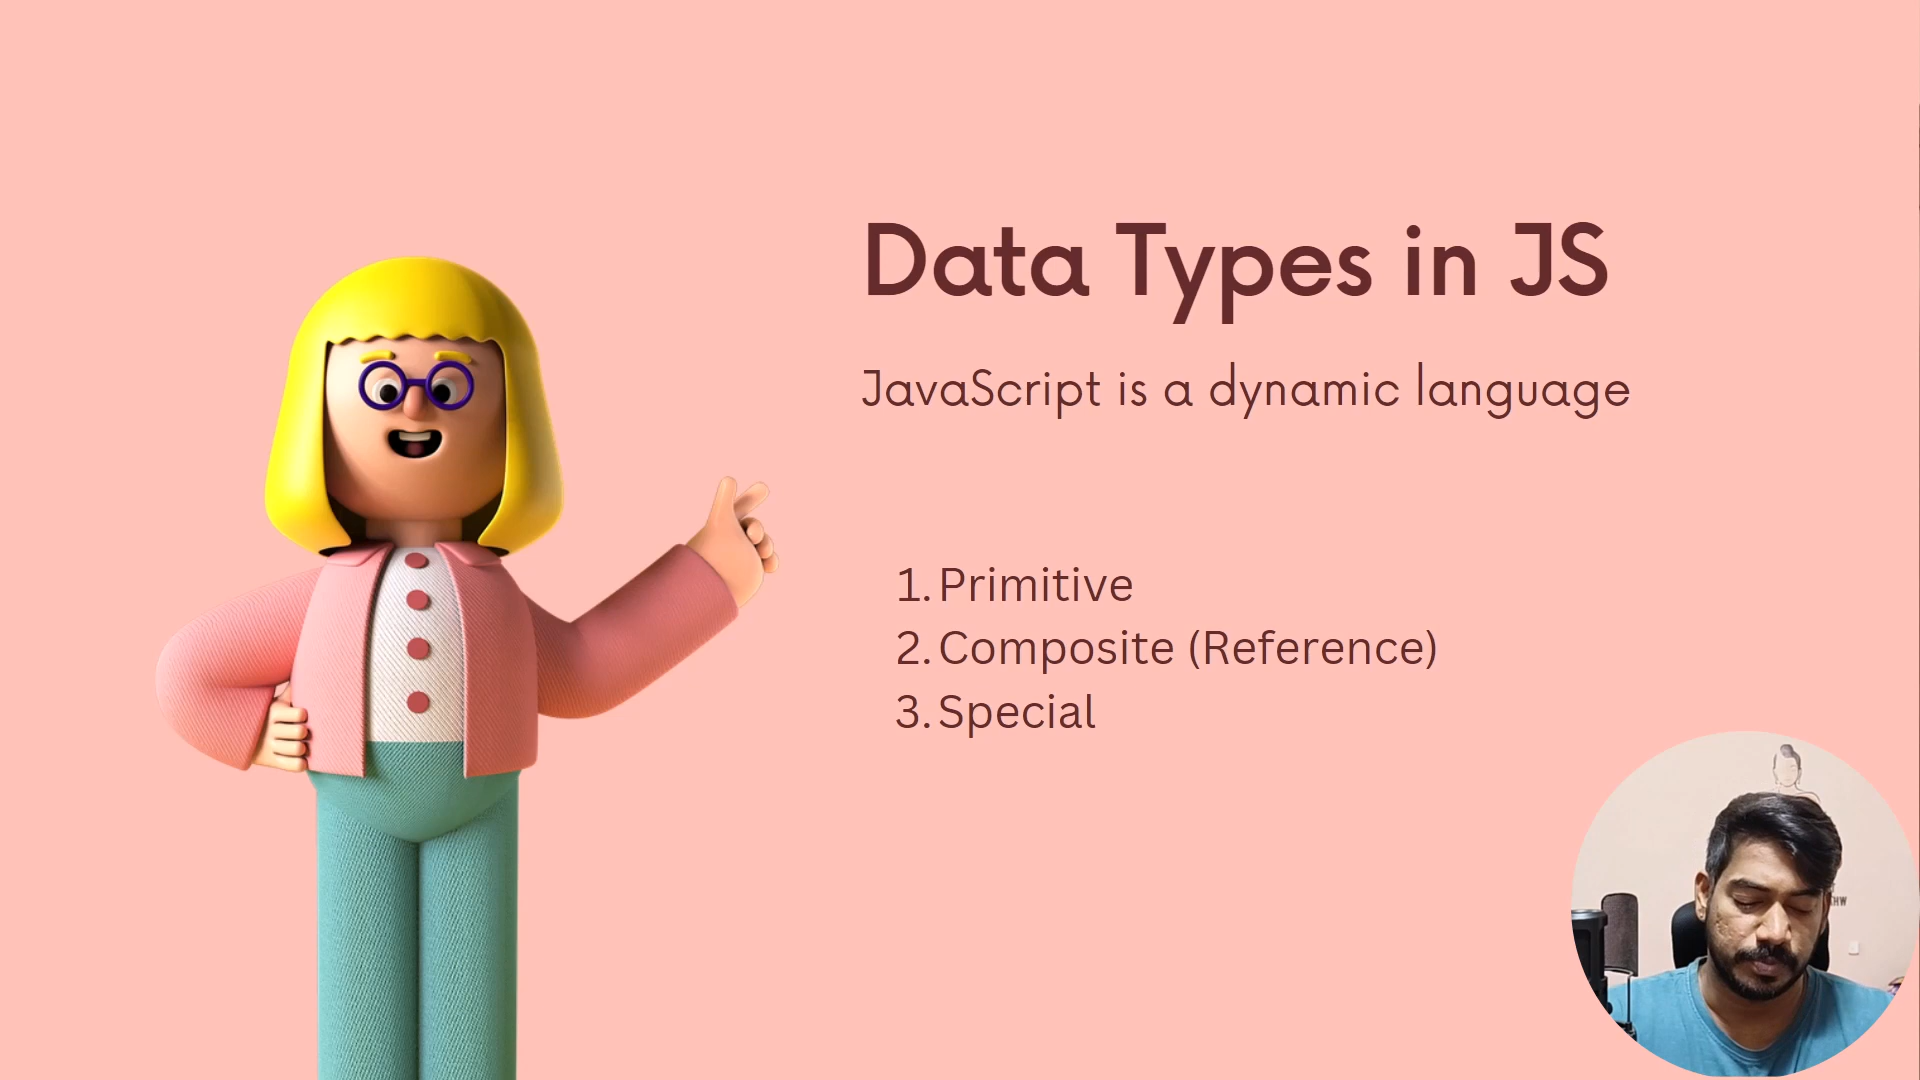 Data Types in JS
JavaScript is a dynamic language
1. Primitive
2. Composite (Reference)
3. Special